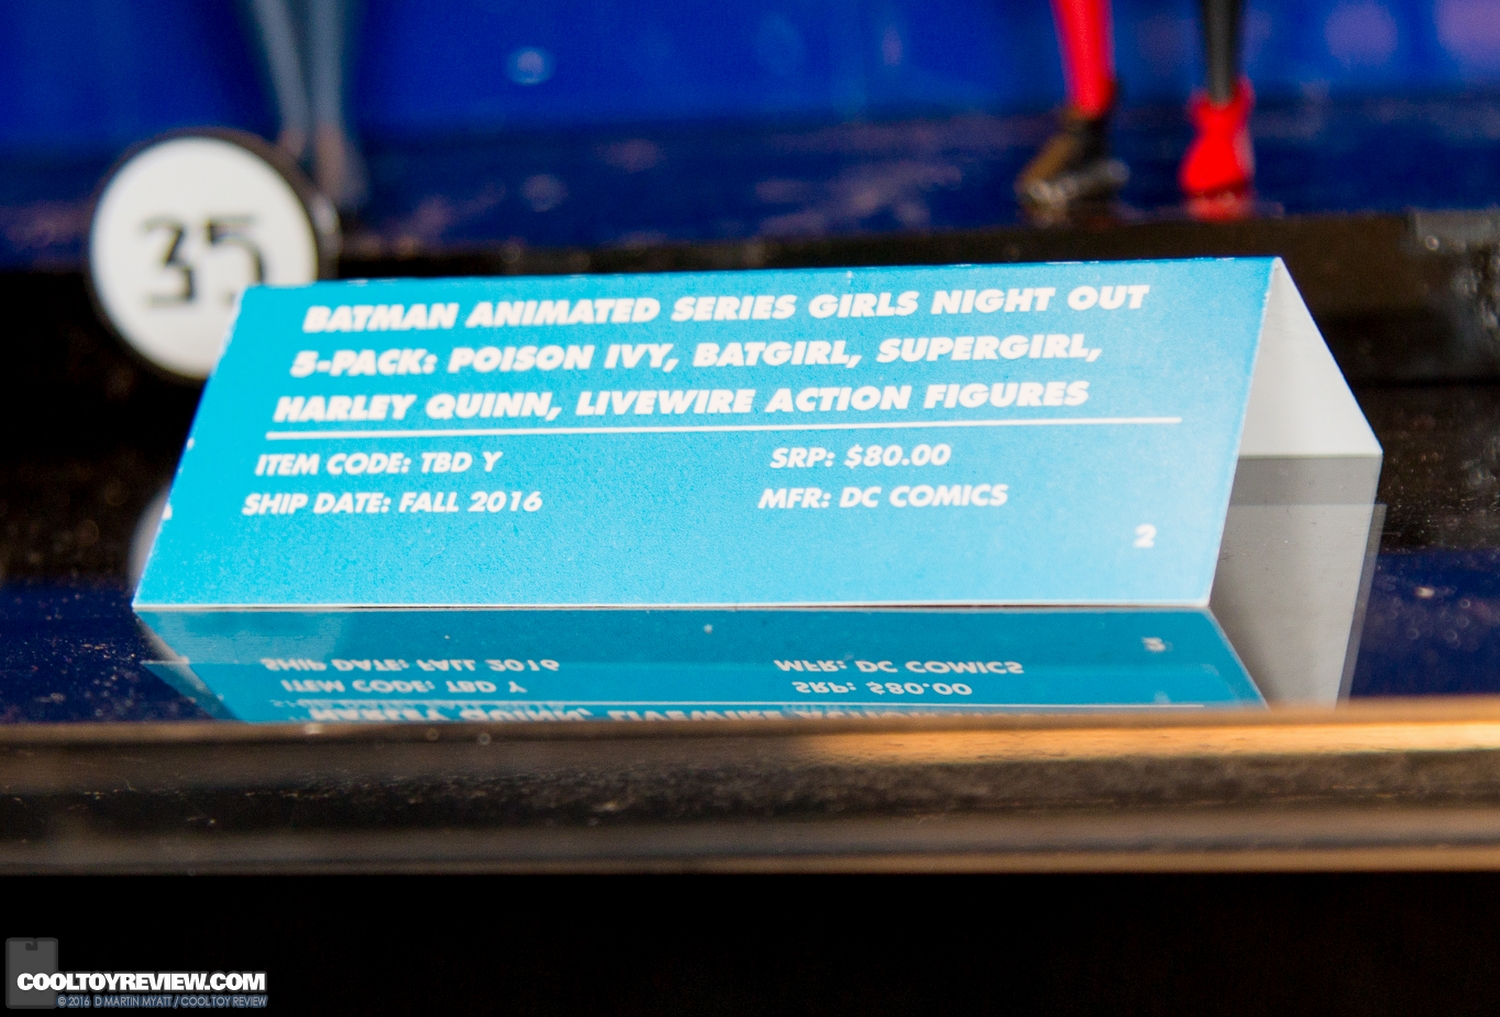 35
BATMAN ANIMATED SERIES GIRLS NIGHT OUT
5-PACK: POISON IVY, BATGIRL, SUPERGIRL,
HARLEY QUINN, LIVEWIRE ACTION FIGURES
ITEM CODE: TBD Y
SRP: $80.00
SHIP DATE: FALL 2016
MFR: DC COMICS
2
COOLTOYREVIEW.COM
© 2016 D MARTIN MYATT / COOL TOY REVIEW